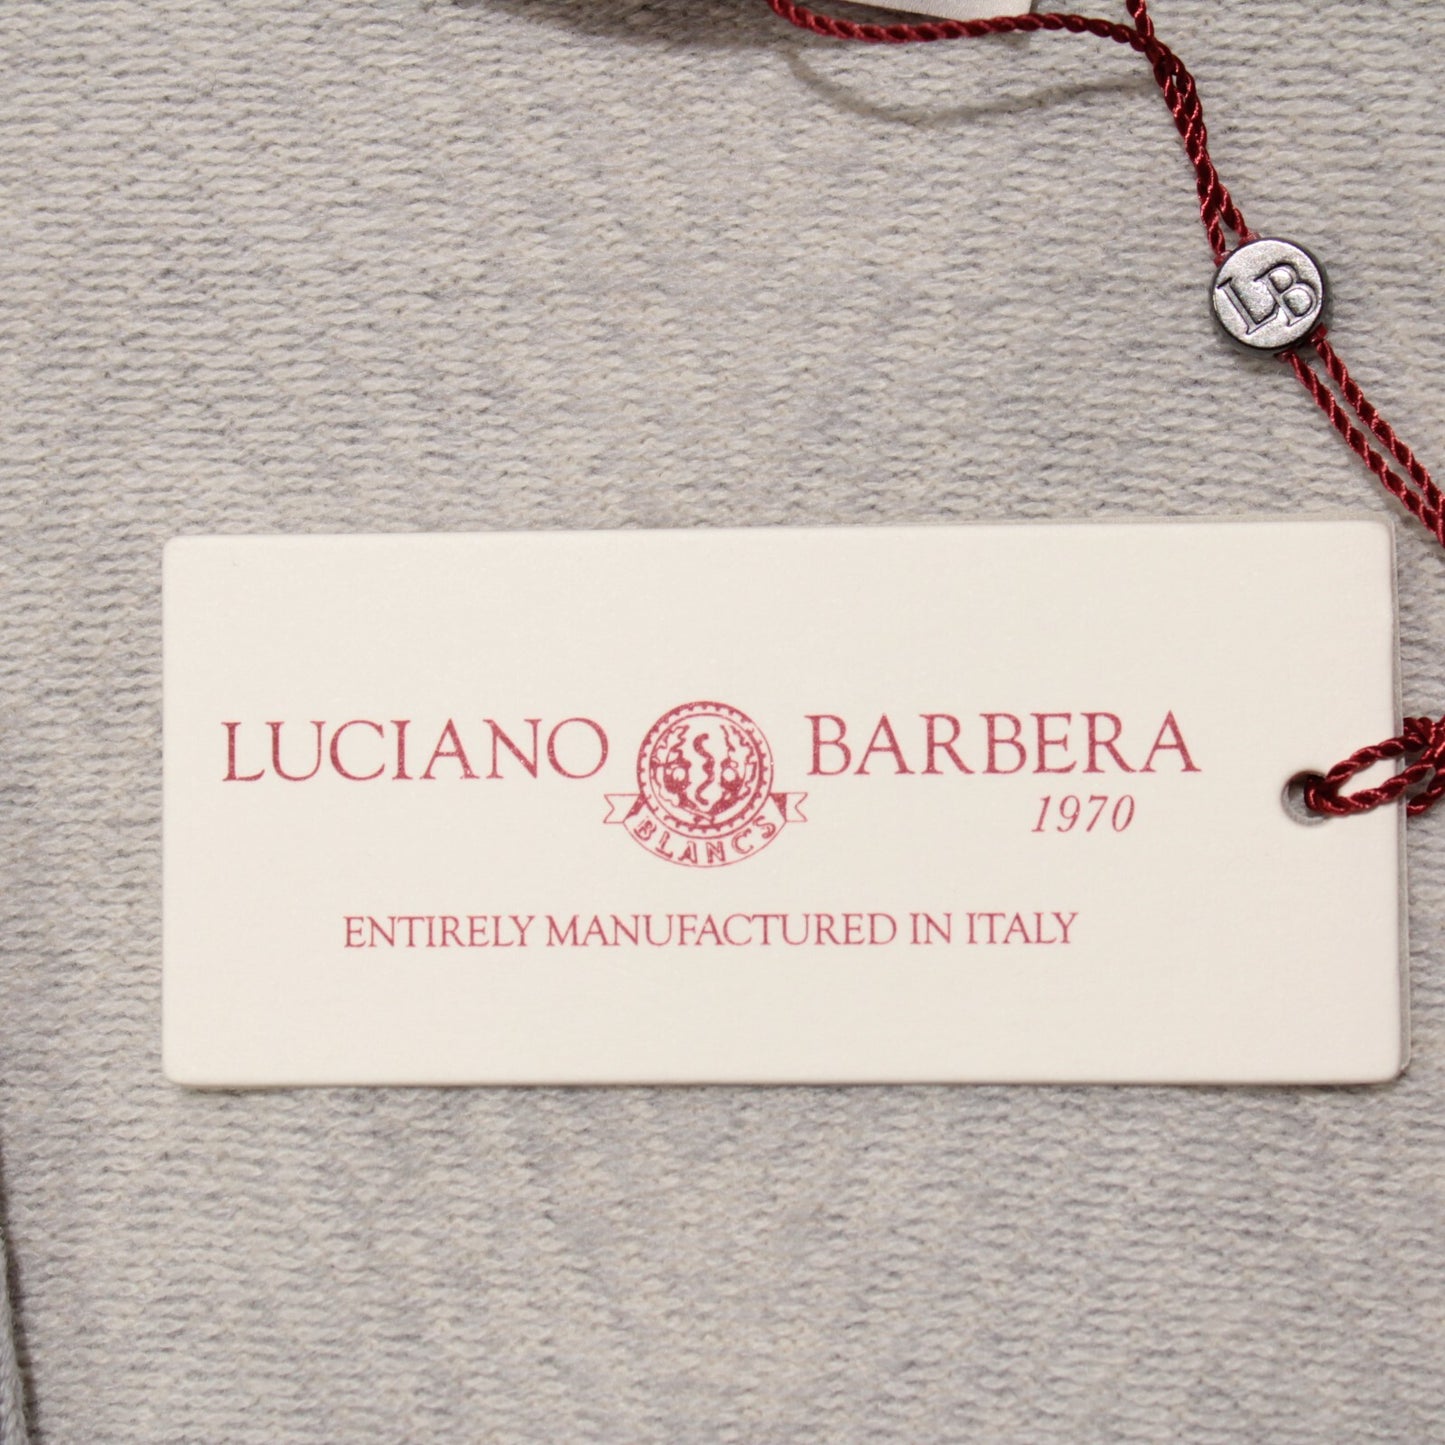 LB
LUCIANO BARBERA
1970
BLANCS
ENTIRELY MANUFACTURED IN ITALY